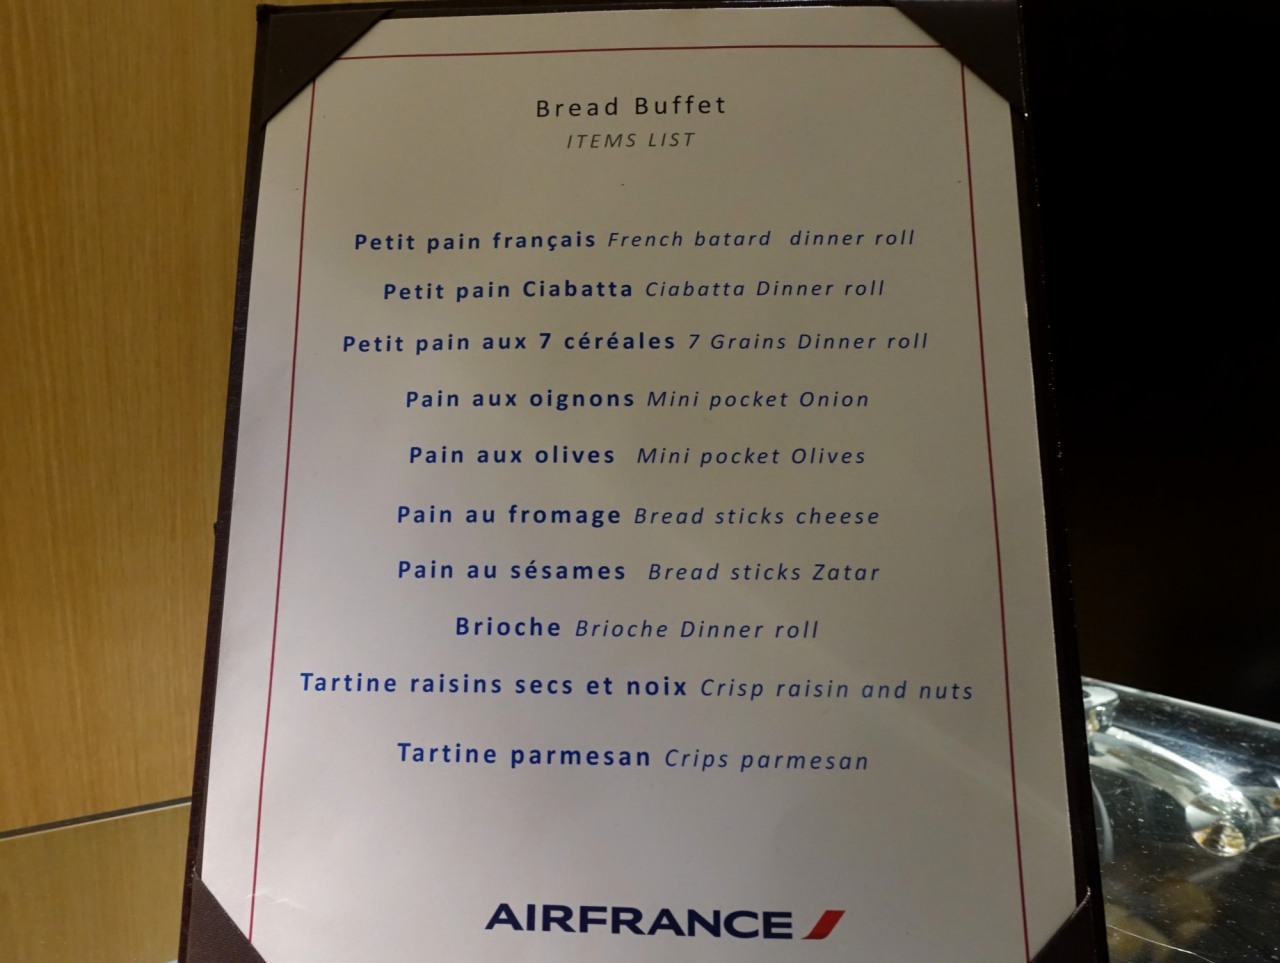 Bread Buffet
ITEMS LIST
Petit pain français French batard dinner roll
Petit pain Ciabatta Ciabatta Dinner roll
Petit pain aux 7 céréales 7 Grains Dinner roll
Pain aux oignons Mini pocket Onion
Pain aux olives Mini pocket Olives
Pain au fromage Bread sticks cheese
Pain au sésames Bread sticks Zatar
Brioche Brioche Dinner roll
Tartine raisins secs et noix Crisp raisin and nuts
Tartine parmesan Crips parmesan
AIRFRANCE